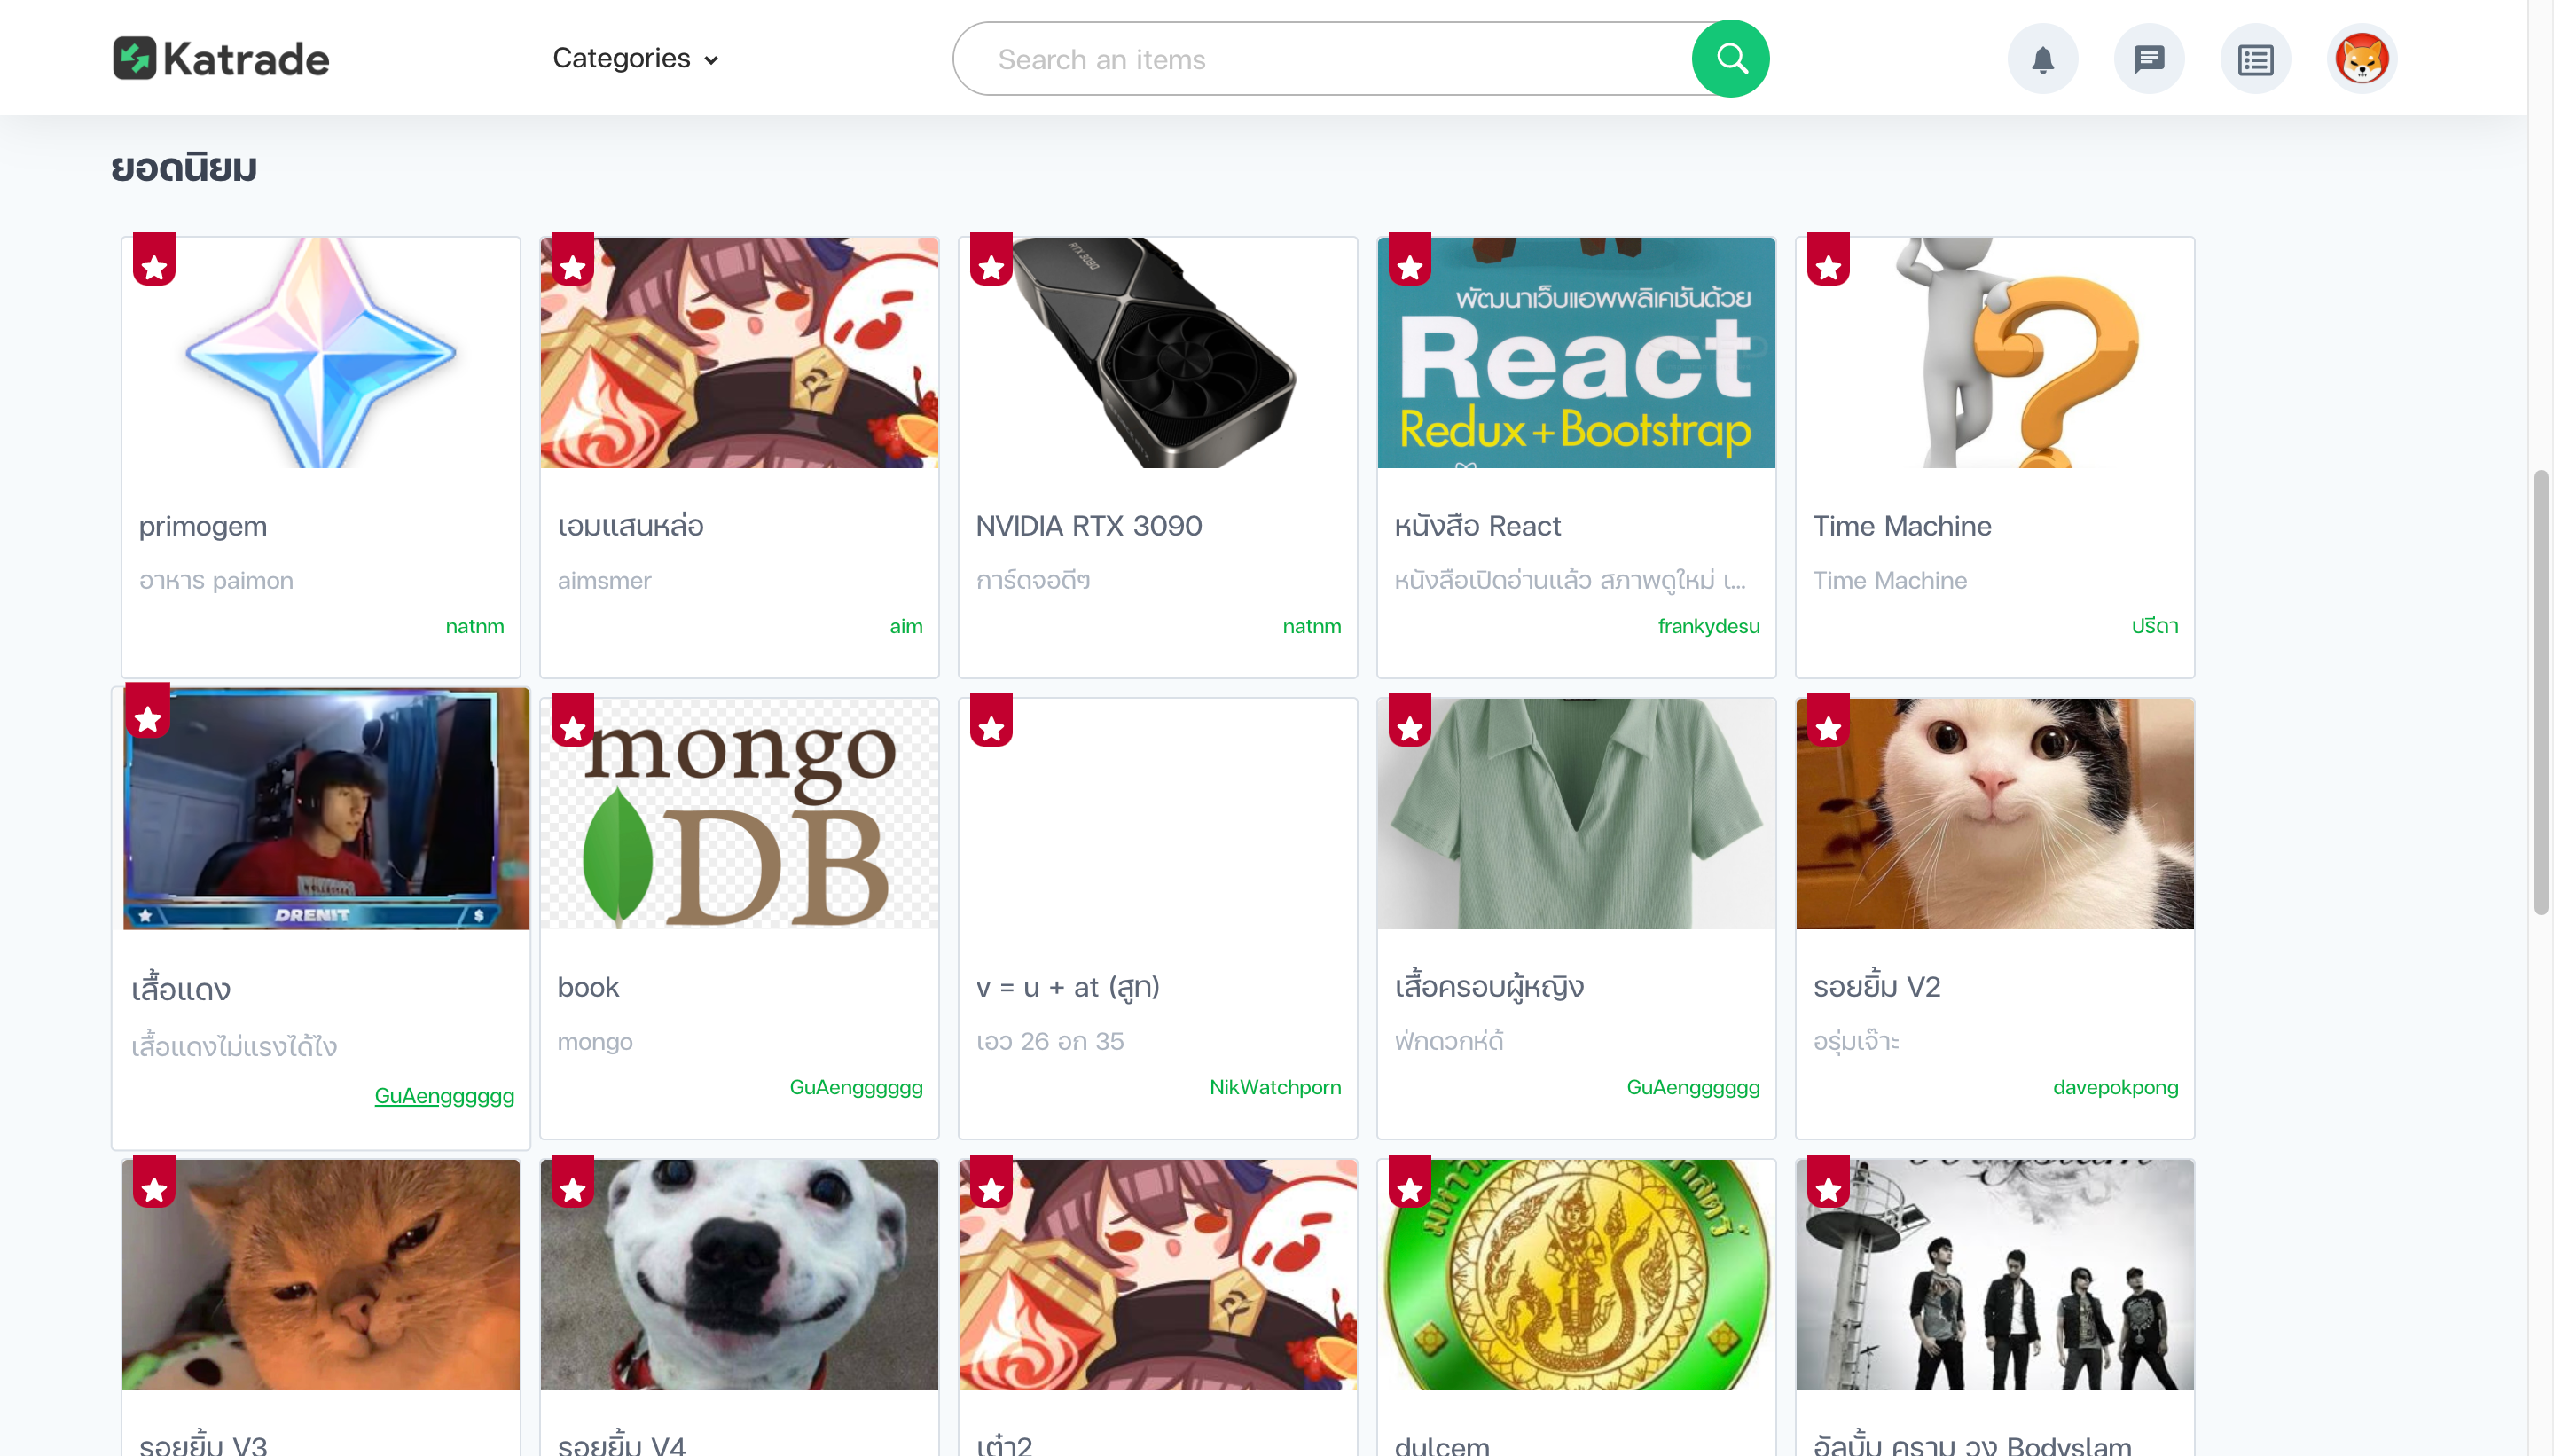 Katrade
Categories
Search an items
ยอดนิยม
RTX 3090
พัฒนาเว็บแอพพลิเคชันด้วย
React
Redux+Bootstrap
primogem
เอมแสนหล่อ
NVIDIA RTX 3090
หนังสือ React
Time Machine
อาหาร paimon
aimsmer
การ์ดจอดีๆ
หนังสือเปิดอ่านแล้ว สภาพดูใหม่ เ...
Time Machine
natnm
aim
natnm
frankydesu
ปรีดา
DRENIT
$
mongo
DB
เสื้อแดง
book
v = u + at (สูท)
เสื้อครอบผู้หญิง
รอยยิ้ม V2
เสื้อแดงไม่แรงได้ไง
mongo
เอว 26 อก 35
ฟ่กดวกห่ด้
อรุ่มเจ๊าะ
GuAengggggg
GuAengggggg
NikWatchporn
GuAengggggg
davepokpong
รอยยิ้ม V3
รอยยิ้ม V4
เต๋า2
dulcem
อัลบั้ม คราม วง Bodyslam